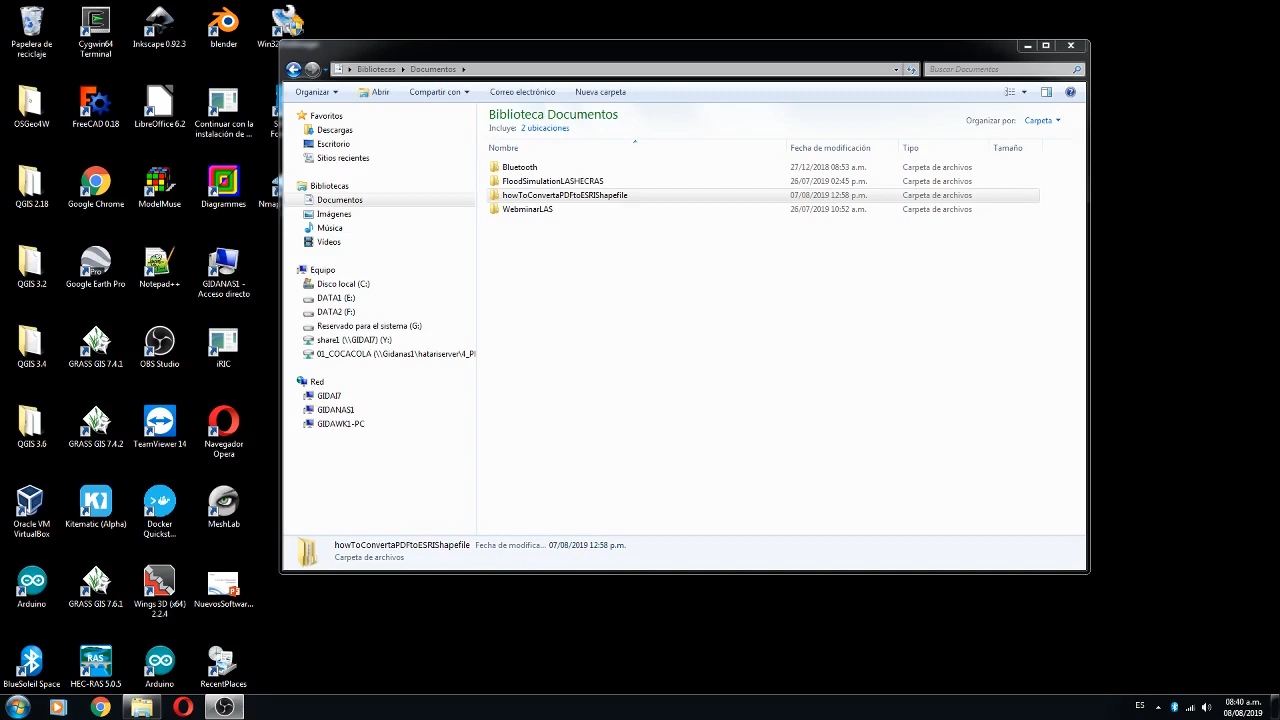 Papelera de reciclaje
Cygwin64 Terminal
Inkscape 0.92.3
blender
Win32
OSGeo4W
FreeCAD 0.18
LibreOffice 6.2
Continuar con la instalación de ...
QGIS 2.18
Google Chrome
ModelMuse
Diagrammes
QGIS 3.2
Google Earth Pro
Notepad++
GIDANAS1 - Acceso directo
QGIS 3.4
GRASS GIS 7.4.1
OBS Studio
iRIC
QGIS 3.6
GRASS GIS 7.4.2
TeamViewer 14
Navegador Opera
Oracle VM VirtualBox
Kitematic (Alpha)
Docker Quickst...
MeshLab
Arduino
GRASS GIS 7.6.1
Wings 3D (x64) 2.2.4
NuevosSoftwar...
BlueSoleil Space
HEC-RAS 5.0.5
Arduino
RecentPlaces
Bibliotecas Documentos
Buscar Documentos
Organizar Abrir Compartir con Correo electrónico Nueva carpeta
Biblioteca Documentos
Incluye: 2 ubicaciones
Organizar por: Carpeta
Nombre Fecha de modificación Tipo Tamaño
Bluetooth 27/12/2018 08:53 a.m. Carpeta de archivos
FloodSimulationLASHECRAS 26/07/2019 02:45 p.m. Carpeta de archivos
howToConvertaPDFtoESRIShapefile 07/08/2019 12:58 p.m. Carpeta de archivos
WebminarLAS 26/07/2019 10:52 a.m. Carpeta de archivos
Favoritos
Descargas
Escritorio
Sitios recientes
Bibliotecas
Documentos
Imágenes
Música
Vídeos
Equipo
Disco local (C:)
DATA1 (E:)
DATA2 (F:)
Reservado para el sistema (G:)
share1 (\\GIDAI7) (Y:)
01_COCACOLA (\\Gidanas1\hatariserver\4_PI
Red
GIDAI7
GIDANAS1
GIDAWK1-PC
howToConvertaPDFtoESRIShapefile Fecha de modifica... 07/08/2019 12:58 p.m.
Carpeta de archivos
ES
08:40 a.m.
08/08/2019